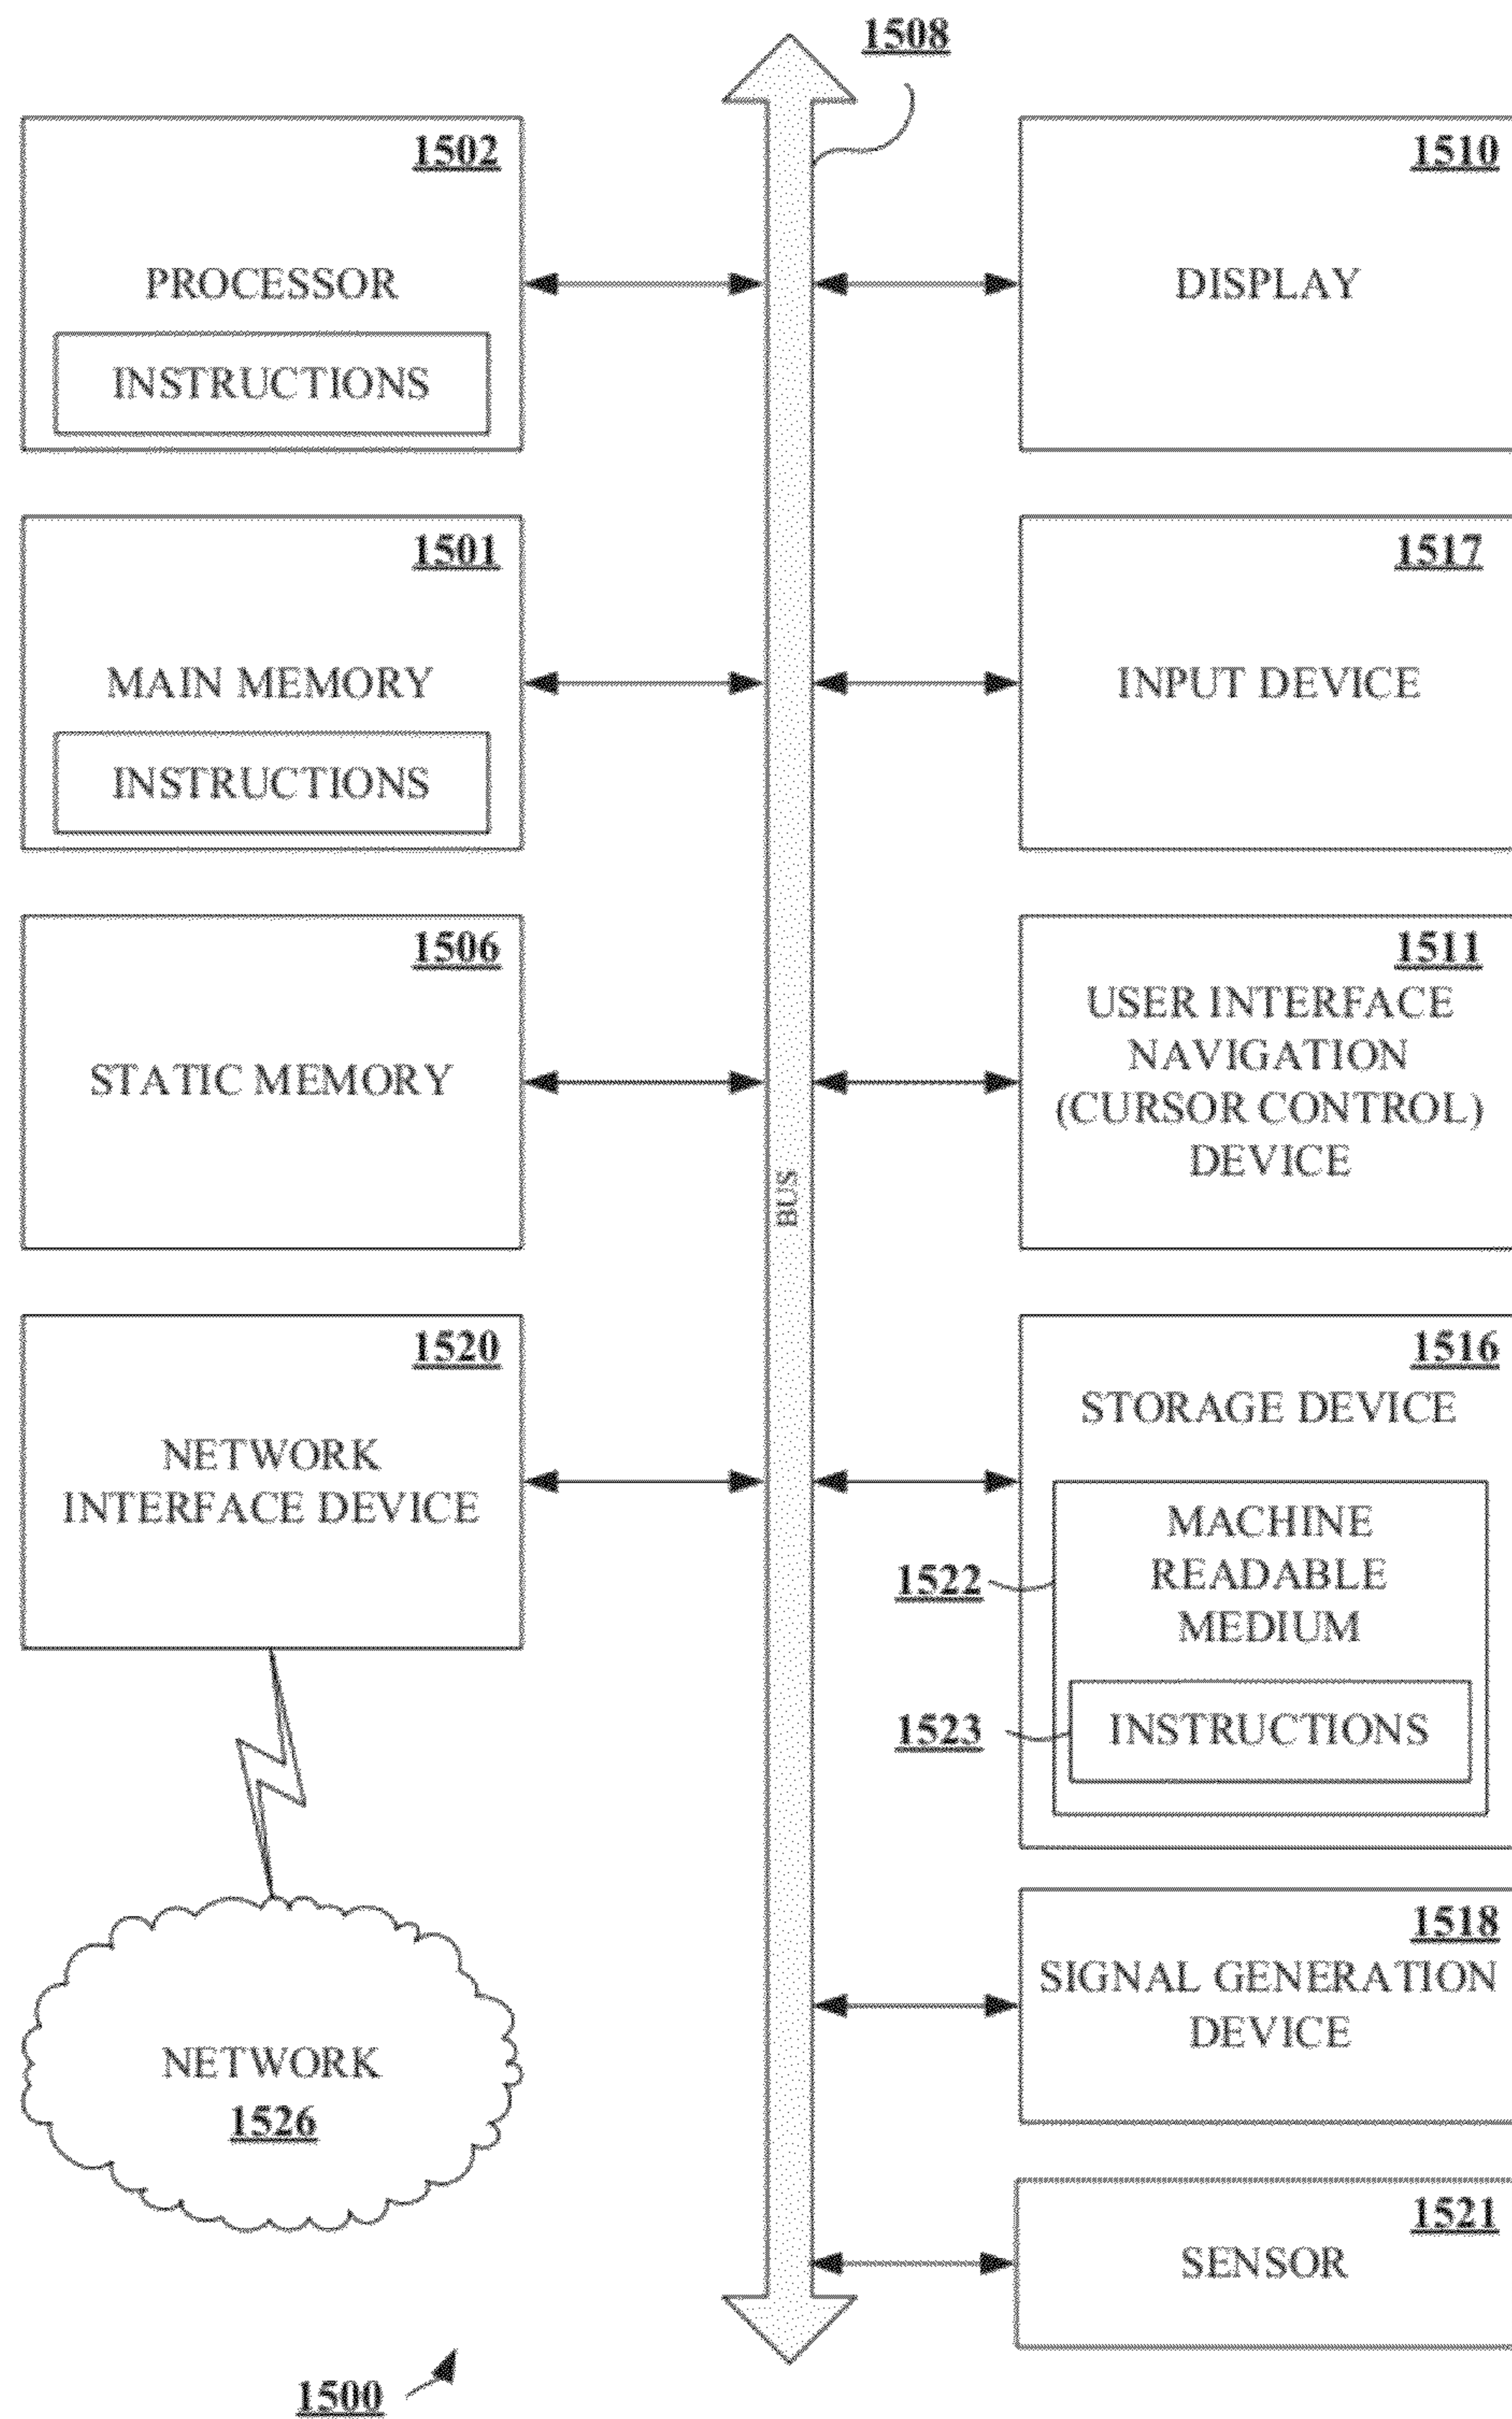 1508
1502
PROCESSOR
INSTRUCTIONS
1510
DISPLAY
1501
MAIN MEMORY
INSTRUCTIONS
1517
INPUT DEVICE
1506
STATIC MEMORY
1511
USER INTERFACE
NAVIGATION
(CURSOR CONTROL)
DEVICE
BUS
1520
NETWORK
INTERFACE DEVICE
1516
STORAGE DEVICE
MACHINE
READABLE
MEDIUM
1522
1523
INSTRUCTIONS
1518
SIGNAL GENERATION
DEVICE
NETWORK
1526
1521
SENSOR
1500